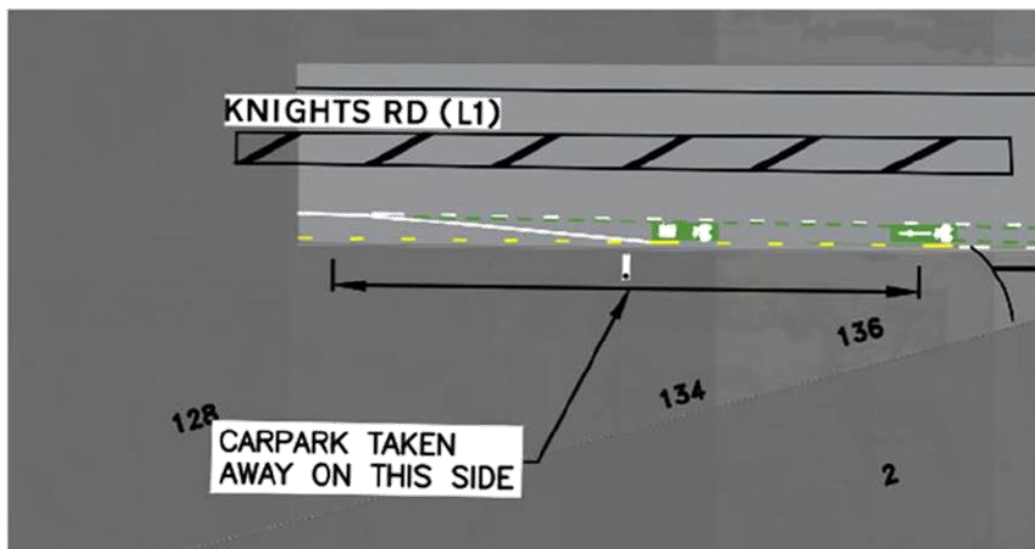 KNIGHTS RD (L1)
136
134
128
CARPARK TAKEN
AWAY ON THIS SIDE
2